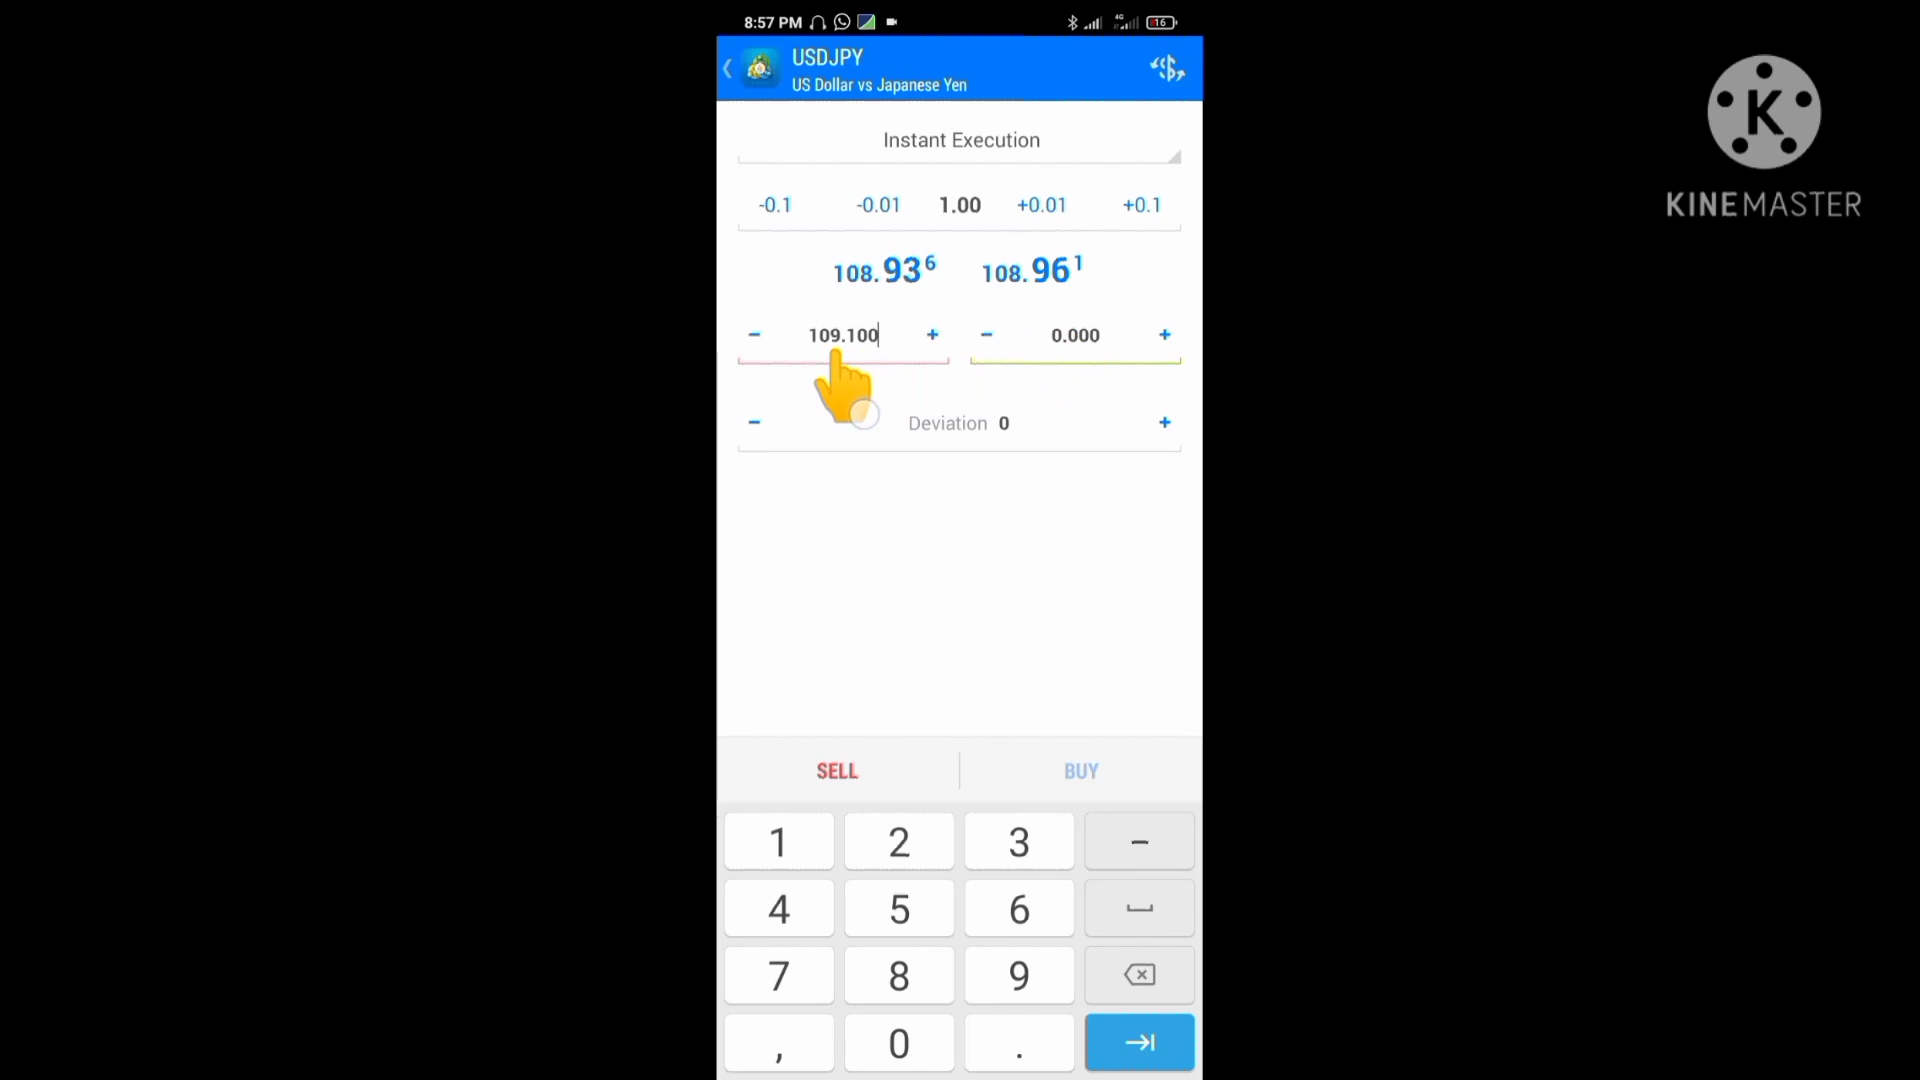 8:57 PM
4G
16
USDJPY
US Dollar vs Japanese Yen
K
KINEMASTER
Instant Execution
-0.1 -0.01 1.00 +0.01 +0.1
108.93⁶ 108.96¹
− 109.100 + − 0.000 +
− Deviation 0 +
SELL BUY
1 2 3 −
4 5 6
7 8 9
, 0 .